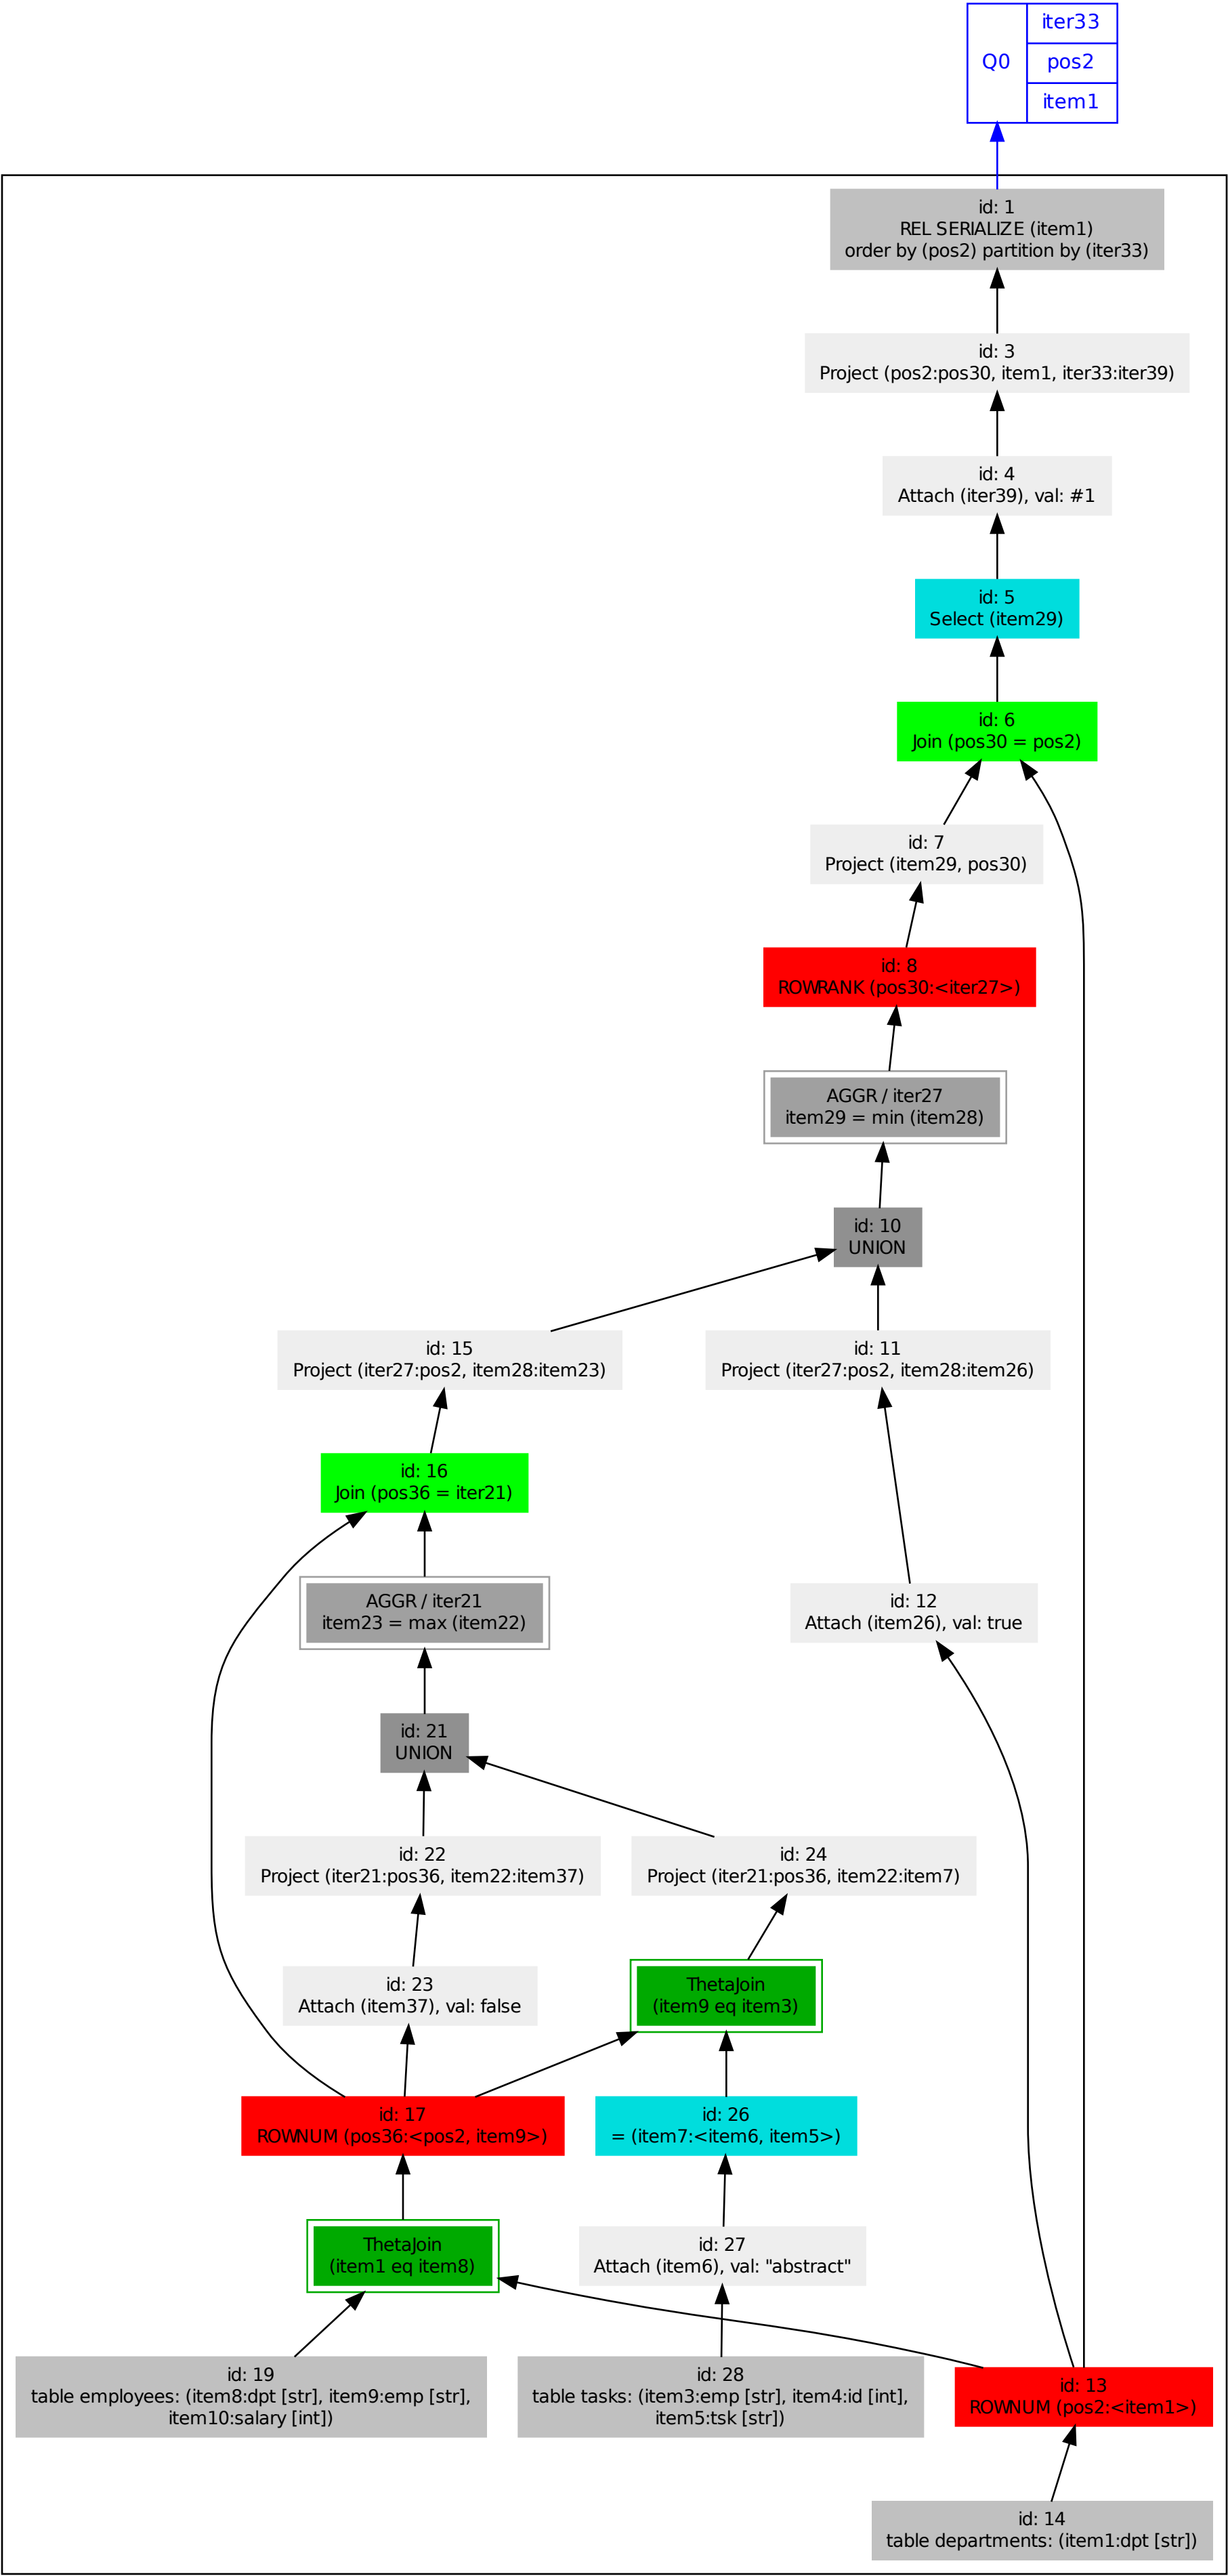 Q0
iter33
pos2
item1
id: 1
REL SERIALIZE (item1)
order by (pos2) partition by (iter33)
id: 3
Project (pos2:pos30, item1, iter33:iter39)
id: 4
Attach (iter39), val: #1
id: 5
Select (item29)
id: 6
Join (pos30 = pos2)
id: 7
Project (item29, pos30)
id: 8
ROWRANK (pos30:<iter27>)
AGGR / iter27
item29 = min (item28)
id: 10
UNION
id: 15
Project (iter27:pos2, item28:item23)
id: 11
Project (iter27:pos2, item28:item26)
id: 16
Join (pos36 = iter21)
AGGR / iter21
item23 = max (item22)
id: 12
Attach (item26), val: true
id: 21
UNION
id: 22
Project (iter21:pos36, item22:item37)
id: 24
Project (iter21:pos36, item22:item7)
id: 23
Attach (item37), val: false
ThetaJoin
(item9 eq item3)
id: 17
ROWNUM (pos36:<pos2, item9>)
id: 26
= (item7:<item6, item5>)
ThetaJoin
(item1 eq item8)
id: 27
Attach (item6), val: "abstract"
id: 19
table employees: (item8:dpt [str], item9:emp [str],
item10:salary [int])
id: 28
table tasks: (item3:emp [str], item4:id [int],
item5:tsk [str])
id: 13
ROWNUM (pos2:<item1>)
id: 14
table departments: (item1:dpt [str])